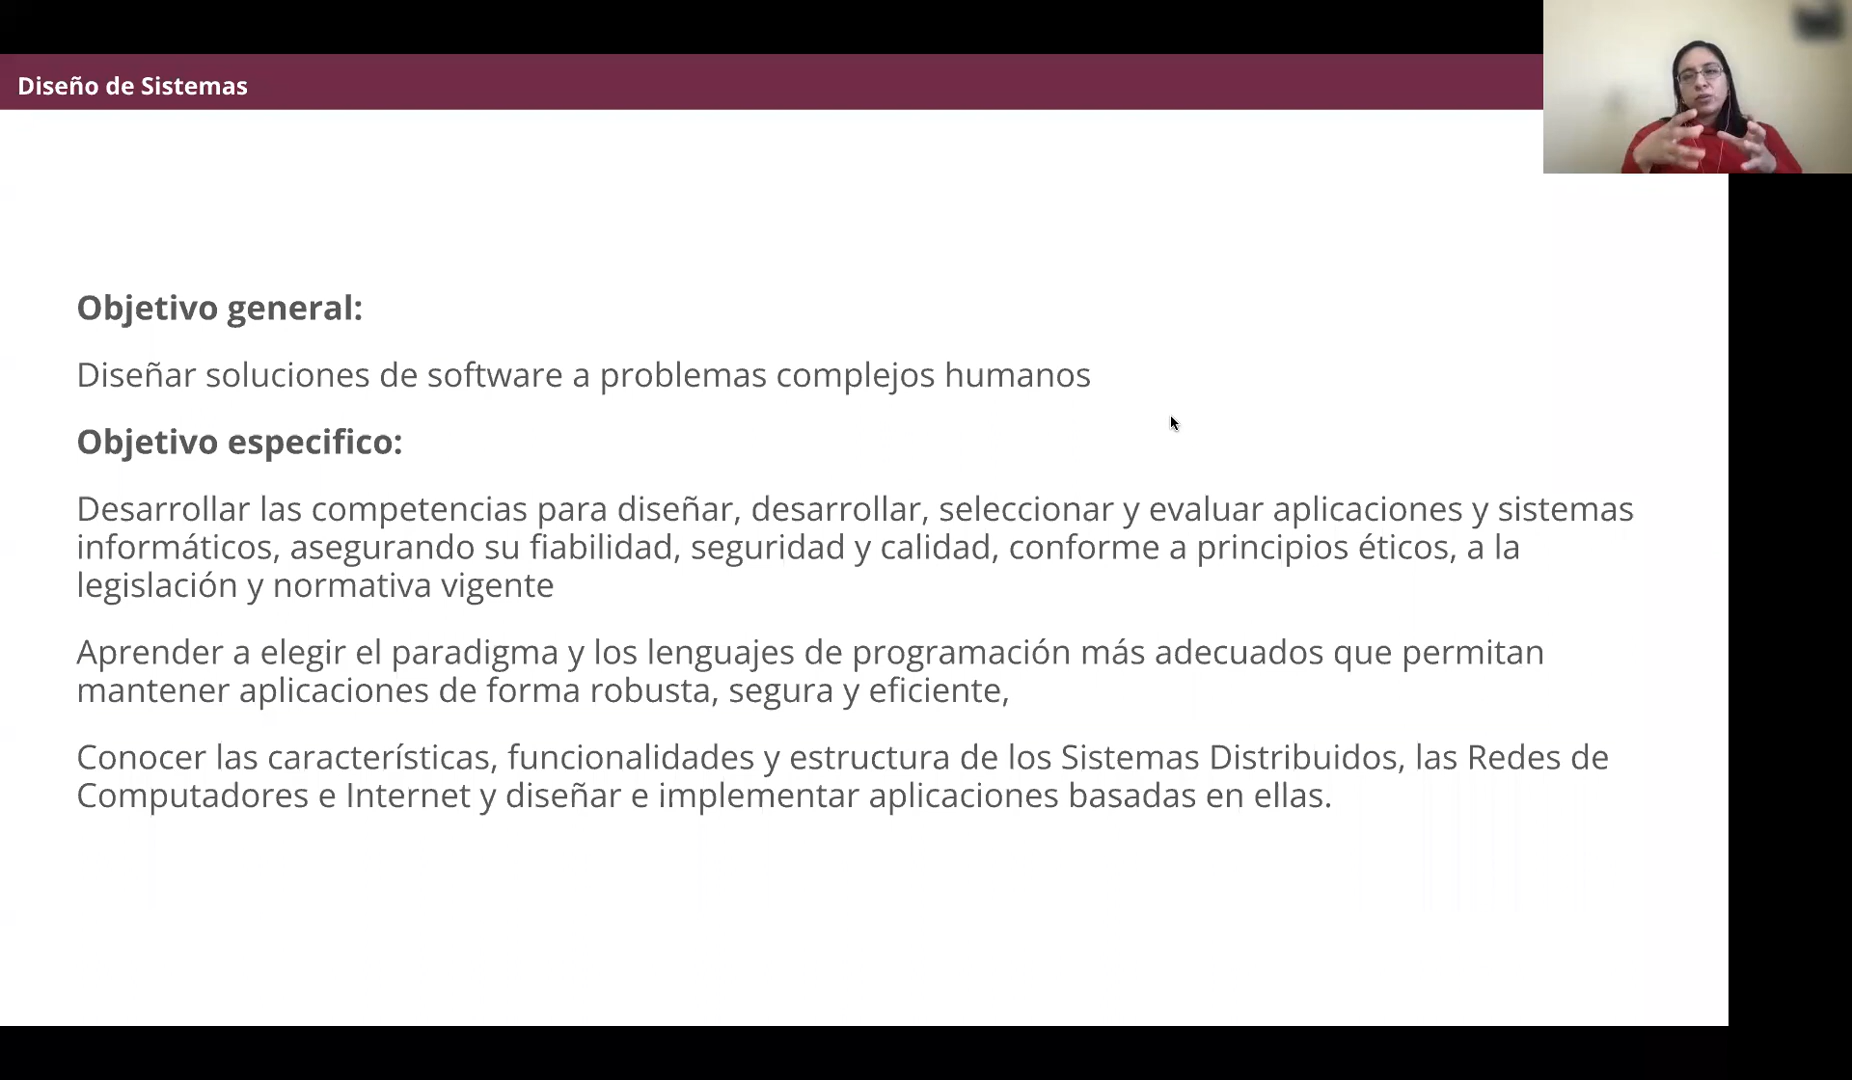 Diseño de Sistemas
Objetivo general:
Diseñar soluciones de software a problemas complejos humanos
Objetivo especifico:
Desarrollar las competencias para diseñar, desarrollar, seleccionar y evaluar aplicaciones y sistemas
informáticos, asegurando su fiabilidad, seguridad y calidad, conforme a principios éticos, a la
legislación y normativa vigente
Aprender a elegir el paradigma y los lenguajes de programación más adecuados que permitan
mantener aplicaciones de forma robusta, segura y eficiente,
Conocer las características, funcionalidades y estructura de los Sistemas Distribuidos, las Redes de
Computadores e Internet y diseñar e implementar aplicaciones basadas en ellas.